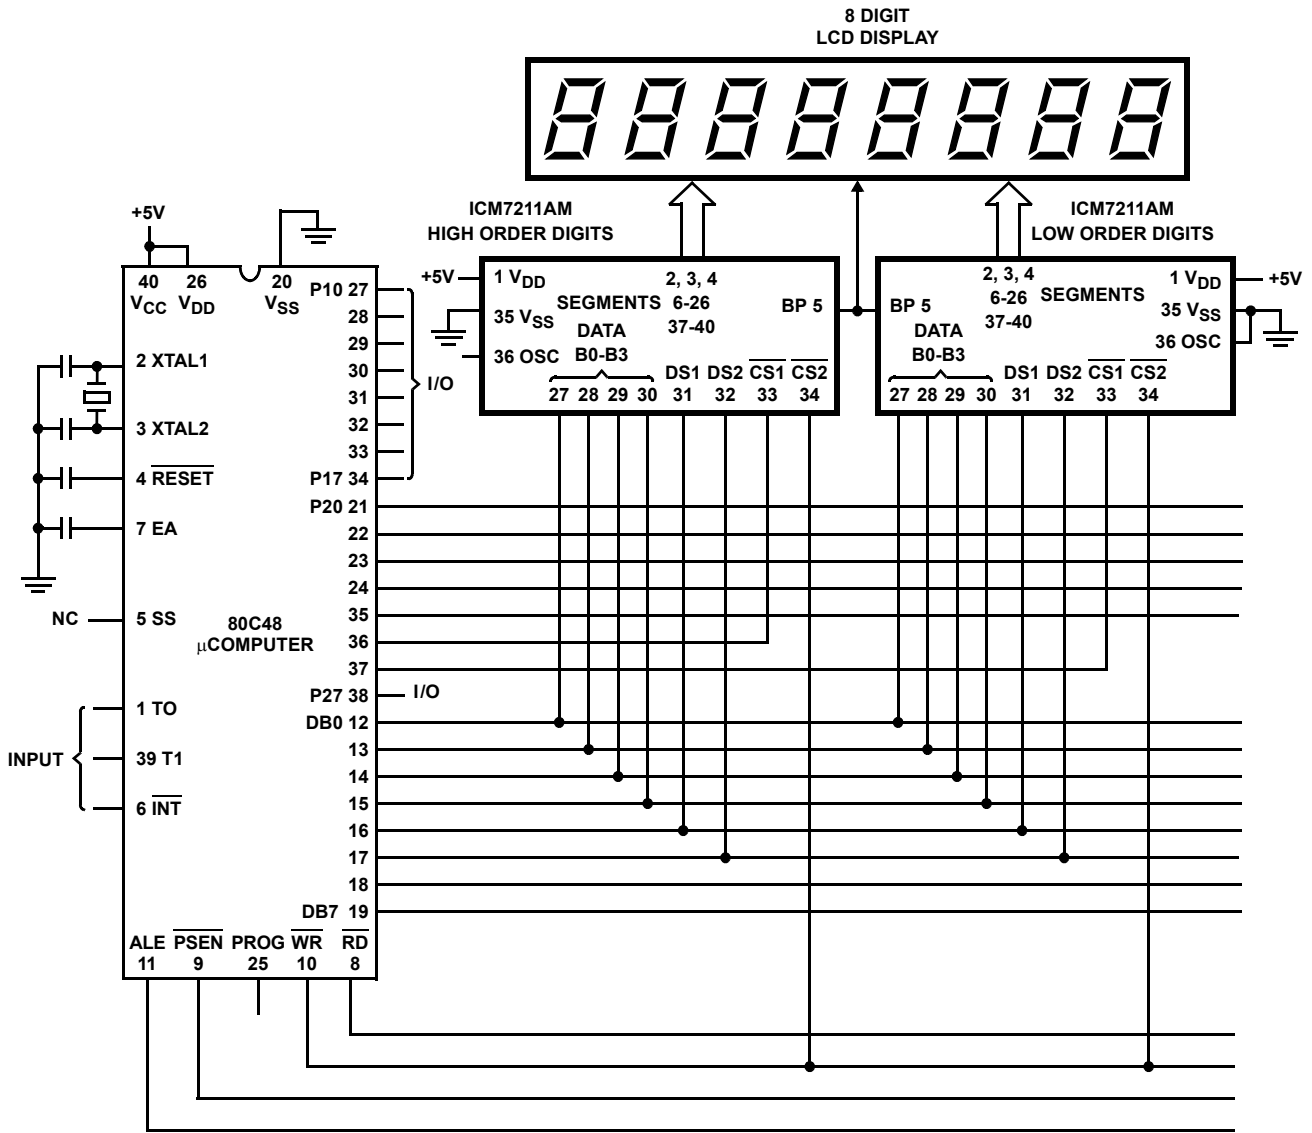 8 DIGIT
LCD DISPLAY
ICM7211AM
HIGH ORDER DIGITS
ICM7211AM
LOW ORDER DIGITS
+5V
40
VCC
26
VDD
20
VSS
2 XTAL1
3 XTAL2
4 RESET
7 EA
NC
5 SS
80C48
µCOMPUTER
INPUT
1 TO
39 T1
6 INT
ALE
11
PSEN
9
PROG
25
WR
10
RD
8
P10 27
28
29
30
31
32
33
P17 34
I/O
P20 21
22
23
24
35
36
37
P27 38
I/O
DB0 12
13
14
15
16
17
18
DB7 19
+5V
1 VDD
35 VSS
36 OSC
SEGMENTS
2, 3, 4
6-26
37-40
BP 5
DATA
B0-B3
27 28 29 30
DS1
31
DS2
32
CS1
33
CS2
34
BP 5
2, 3, 4
6-26
37-40
SEGMENTS
1 VDD
+5V
35 VSS
36 OSC
DATA
B0-B3
27 28 29 30
DS1
31
DS2
32
CS1
33
CS2
34